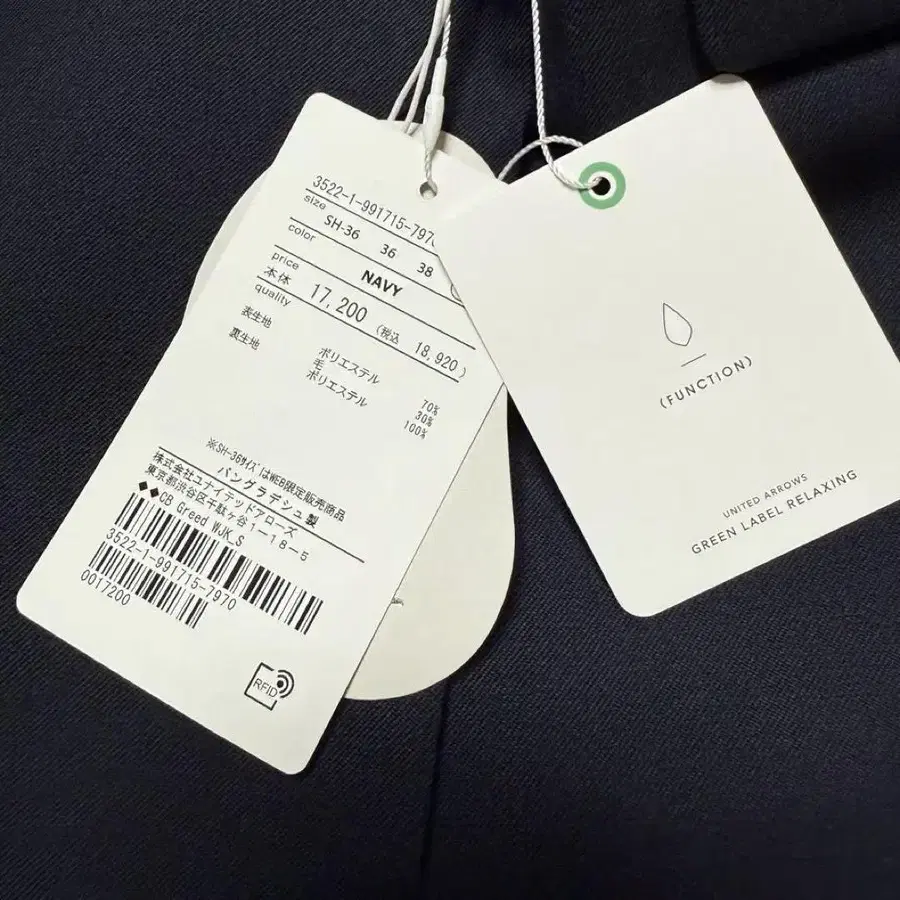 3522-1-991715-7970
size
SH-36 36 38
color
NAVY
price
本体 17,200 (税込 18,920)
quality
表生地 ポリエステル 70%
毛 30%
裏生地 ポリエステル 100%
※SH-36サイズはWEB限定販売商品
バングラデシュ製
株式会社ユナイテッドアローズ
東京都渋谷区千駄ケ谷1-18-5
◆◆CB Greed WJK_S
3522-1-991715-7970
0017200
RFID
(FUNCTION)
UNITED ARROWS
GREEN LABEL RELAXING